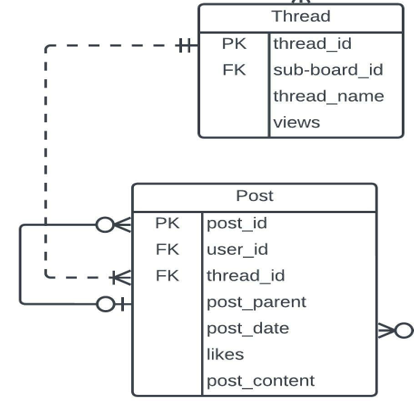 Thread
PK thread_id
FK sub-board_id
thread_name
views
Post
PK post_id
FK user_id
FK thread_id
post_parent
post_date
likes
post_content